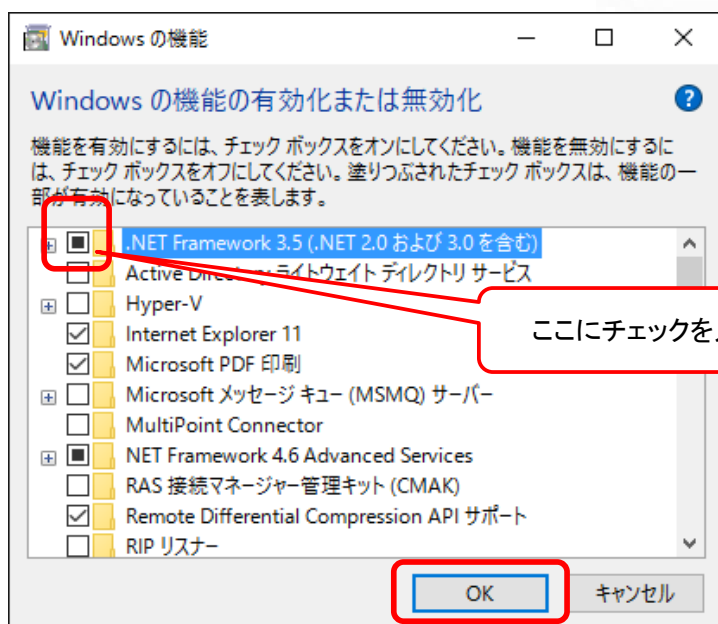 Windows の機能
Windows の機能の有効化または無効化
機能を有効にするには、チェック ボックスをオンにしてください。機能を無効にするに
は、チェック ボックスをオフにしてください。塗りつぶされたチェック ボックスは、機能の一
部が有効になっていることを表します。
.NET Framework 3.5 (.NET 2.0 および 3.0 を含む)
Active Directory ライトウェイト ディレクトリ サービス
Hyper-V
ここにチェックを
Internet Explorer 11
Microsoft PDF 印刷
Microsoft メッセージ キュー (MSMQ) サーバー
MultiPoint Connector
NET Framework 4.6 Advanced Services
RAS 接続マネージャー管理キット (CMAK)
Remote Differential Compression API サポート
RIP リスナー
OK
キャンセル